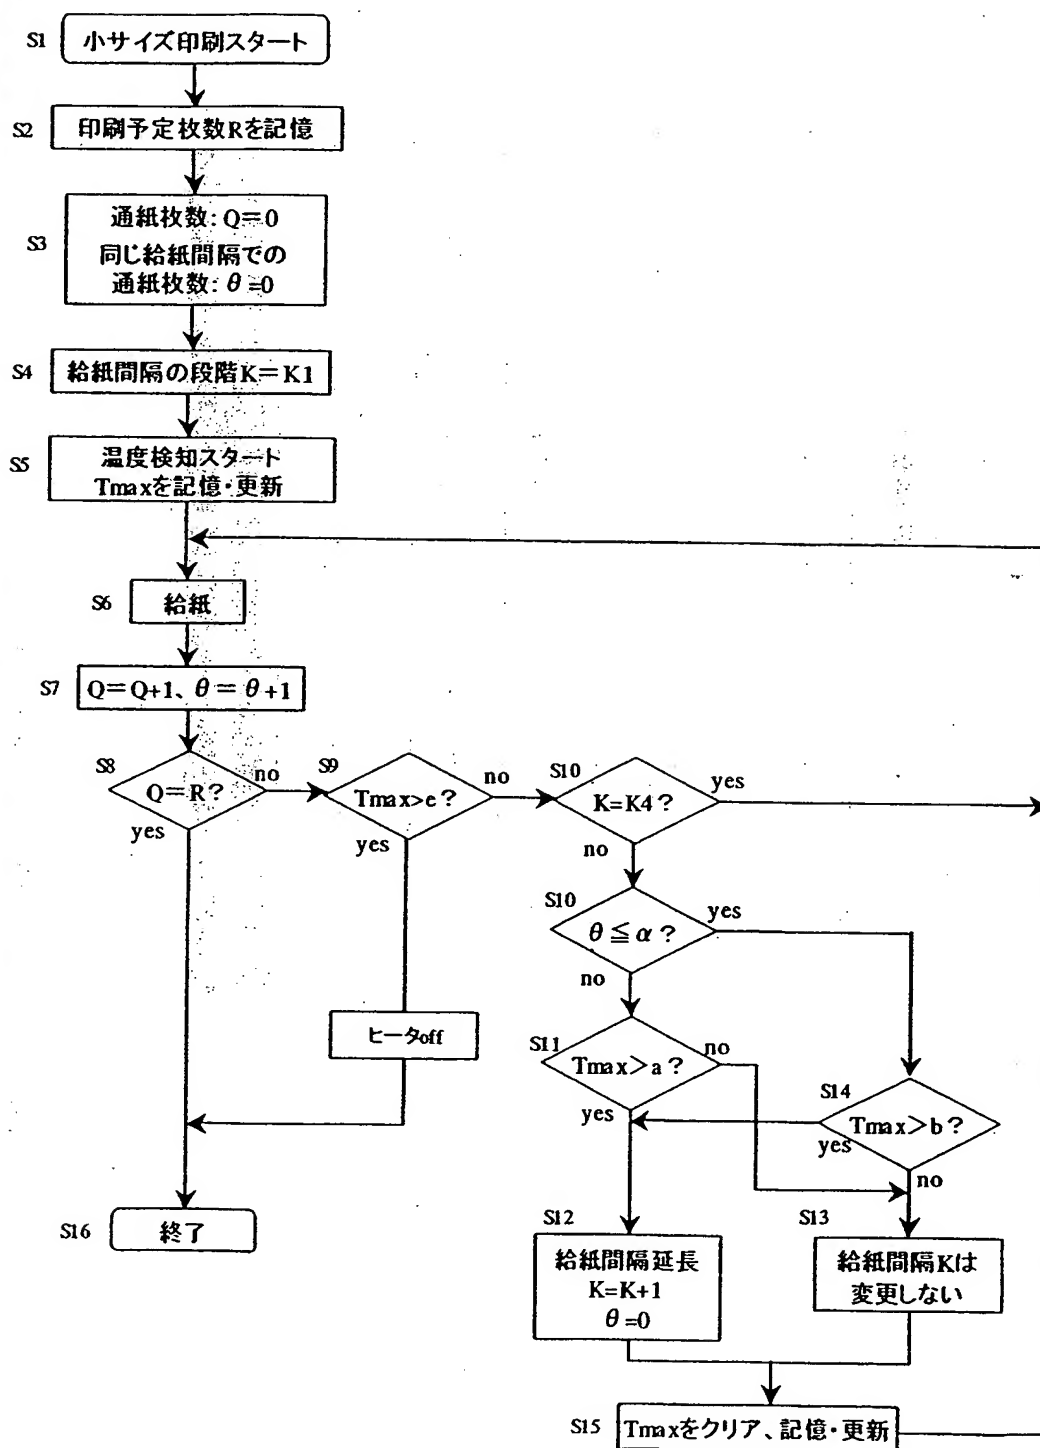 S1 小サイズ印刷スタート
S2 印刷予定枚数Rを記憶
S3
通紙枚数: Q=0
同じ給紙間隔での
通紙枚数: θ=0
S4 給紙間隔の段階K=K1
S5
温度検知スタート
Tmaxを記憶・更新
S6 給紙
S7 Q=Q+1、θ=θ+1
S8 Q=R?
no
yes
S9 Tmax>e?
no
yes
ヒータoff
S10 K=K4?
yes
no
S10 θ≦α?
yes
no
S11 Tmax>a?
no
yes
S14 Tmax>b?
yes
no
S12
給紙間隔延長
K=K+1
θ=0
S13
給紙間隔Kは
変更しない
S15 Tmaxをクリア、記憶・更新
S16 終了